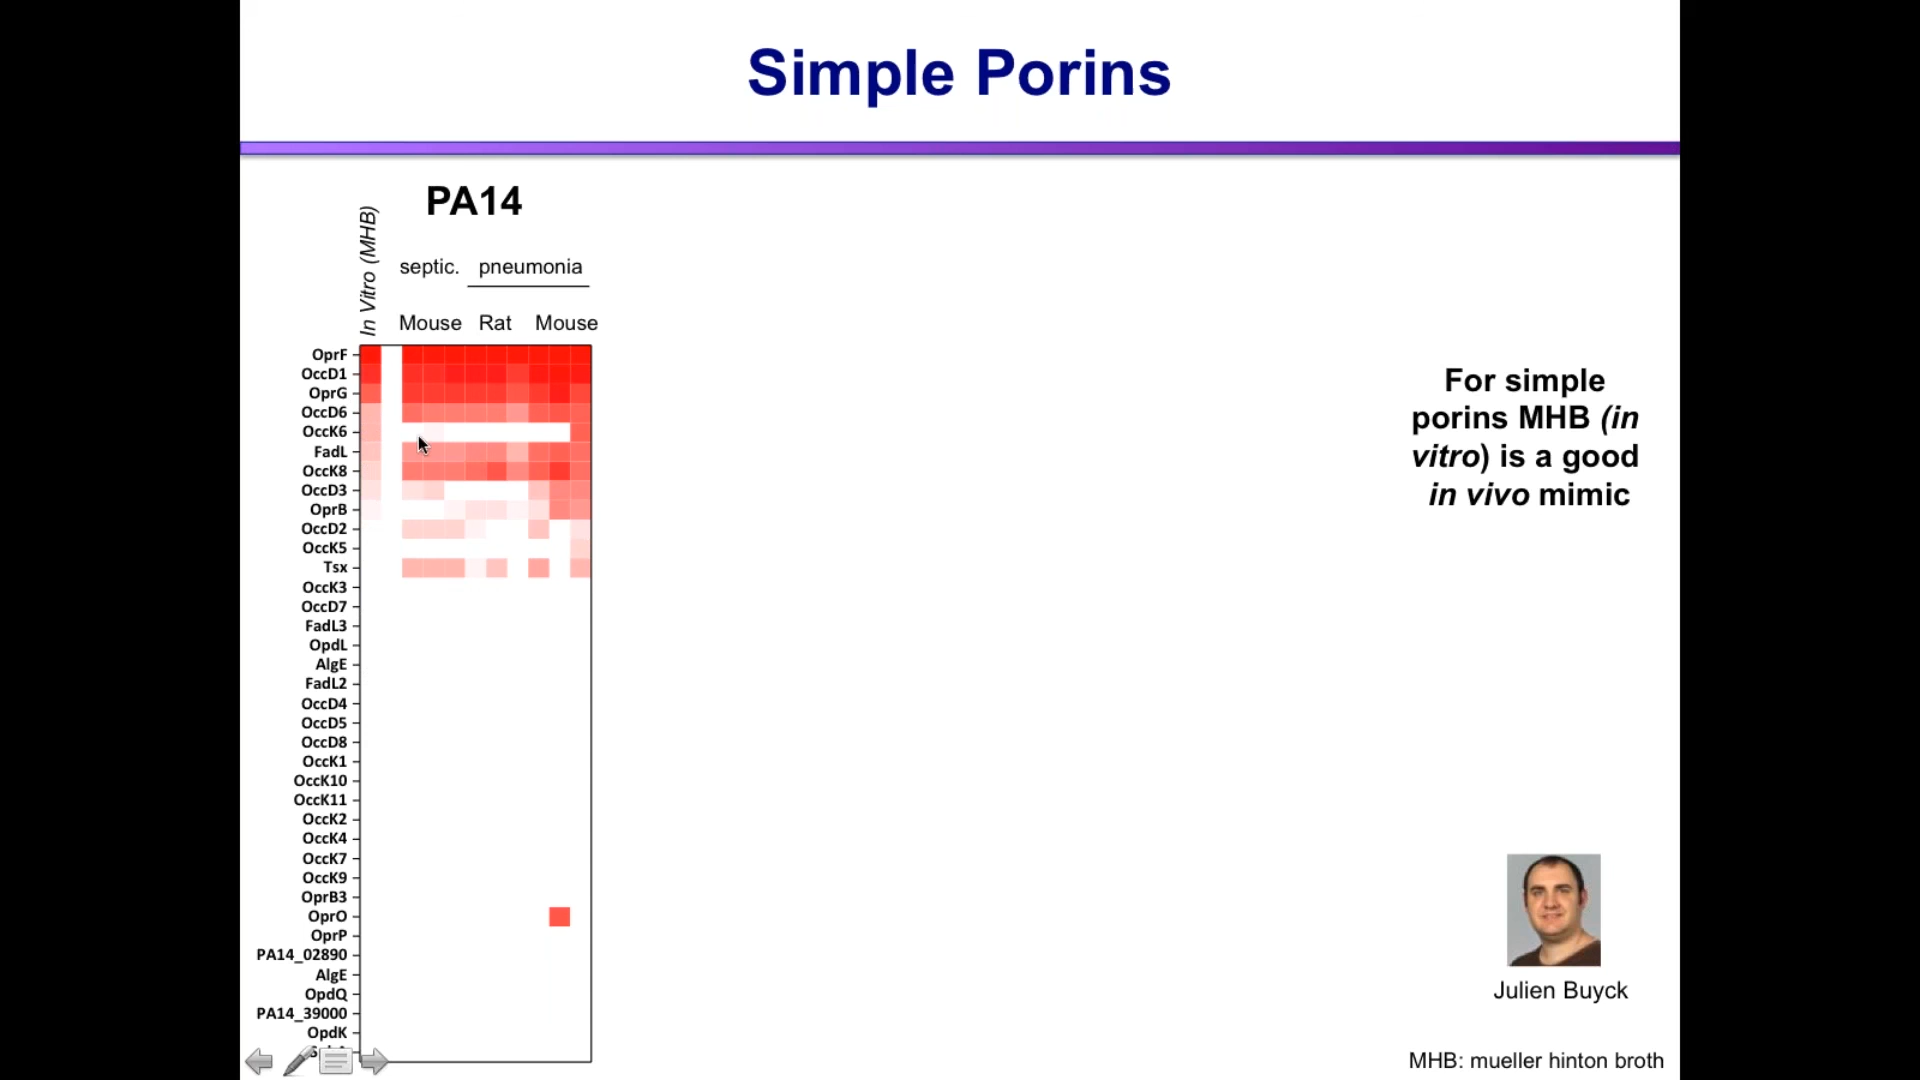 Simple Porins
PA14
In Vitro (MHB)
septic. pneumonia
Mouse Rat Mouse
OprF
OccD1
OprG
OccD6
OccK6
FadL
OccK8
OccD3
OprB
OccD2
OccK5
Tsx
OccK3
OccD7
FadL3
OpdL
AlgE
FadL2
OccD4
OccD5
OccD8
OccK1
OccK10
OccK11
OccK2
OccK4
OccK7
OccK9
OprB3
OprO
OprP
PA14_02890
AlgE
OpdQ
PA14_39000
OpdK
For simple
porins MHB (in
vitro) is a good
in vivo mimic
Julien Buyck
MHB: mueller hinton broth